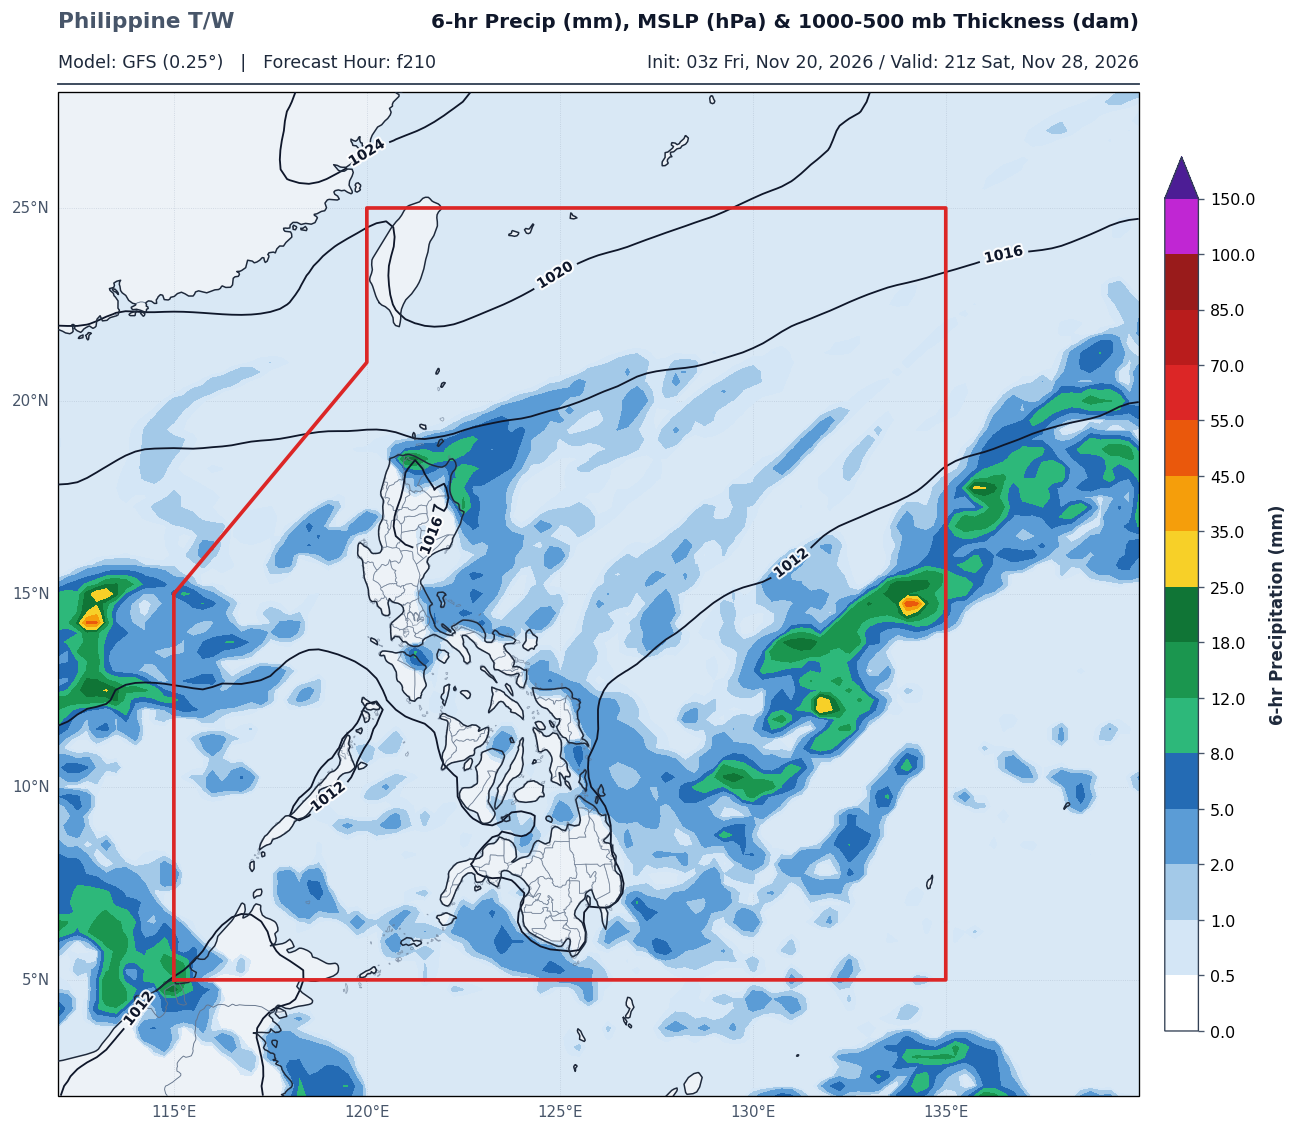 Philippine T/W
6-hr Precip (mm), MSLP (hPa) & 1000-500 mb Thickness (dam)
Model: GFS (0.25°) | Forecast Hour: f210
Init: 03z Fri, Nov 20, 2026 / Valid: 21z Sat, Nov 28, 2026
1024
1020
1016
1016
1012
1012
1012
25°N
20°N
15°N
10°N
5°N
115°E
120°E
125°E
130°E
135°E
150.0
100.0
85.0
70.0
55.0
45.0
35.0
25.0
18.0
12.0
8.0
5.0
2.0
1.0
0.5
0.0
6-hr Precipitation (mm)